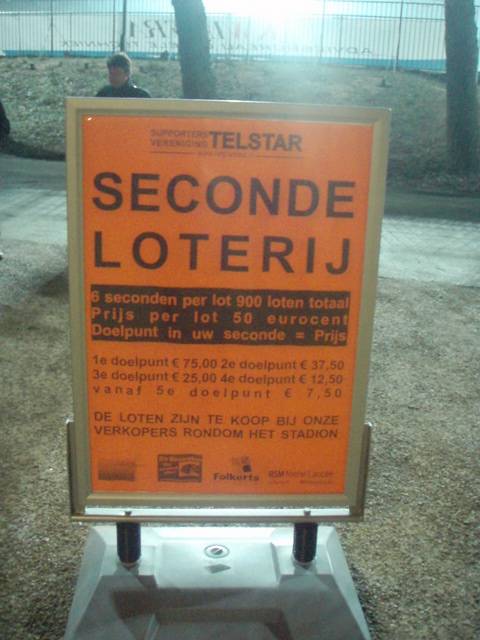 SUPPORTERS
VERENIGING TELSTAR
SECONDE
LOTERIJ
6 seconden per lot 900 loten totaal
Prijs per lot 50 eurocent
Doelpunt in uw seconde = Prijs
1e doelpunt € 75,00 2e doelpunt € 37,50
3e doelpunt € 25,00 4e doelpunt € 12,50
vanaf 5e doelpunt € 7,50
DE LOTEN ZIJN TE KOOP BIJ ONZE
VERKOPERS RONDOM HET STADION
Folkerts
RSM